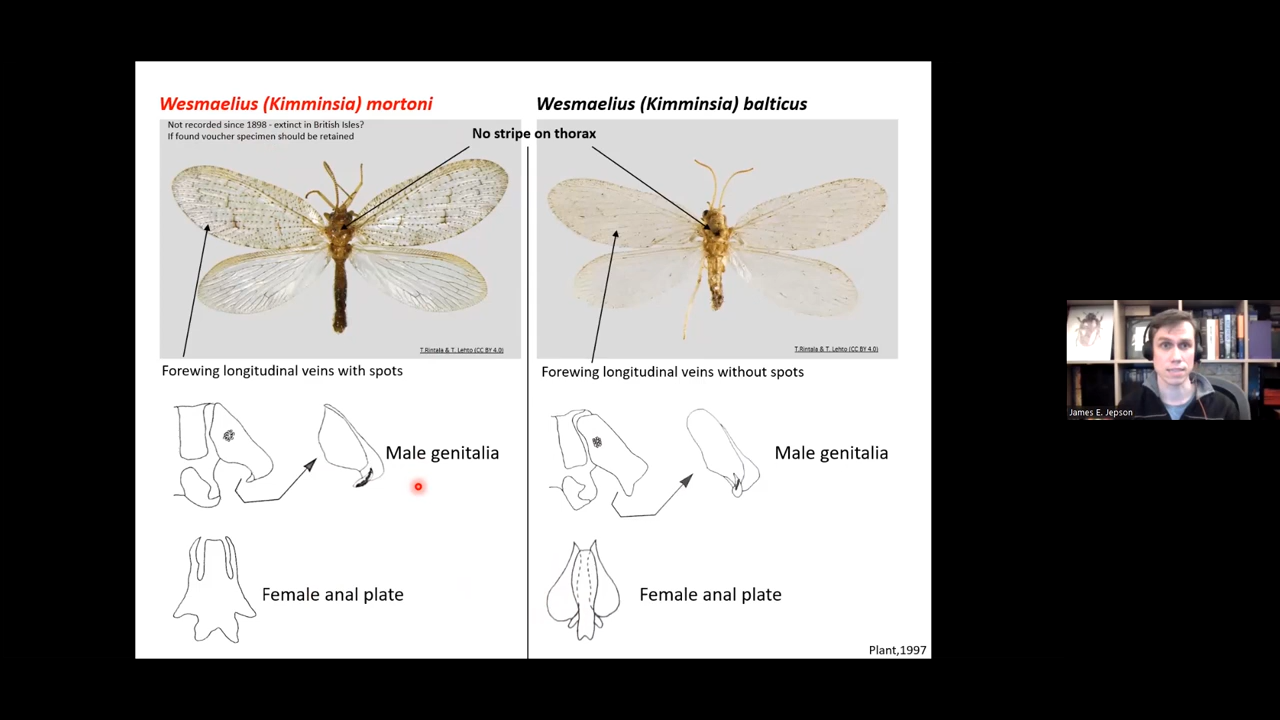 Wesmaelius (Kimminsia) mortoni
Wesmaelius (Kimminsia) balticus
Not recorded since 1898 - extinct in British Isles?
If found voucher specimen should be retained
No stripe on thorax
T.Rintala & T. Lehto (CC BY 4.0)
T.Rintala & T. Lehto (CC BY 4.0)
Forewing longitudinal veins with spots
Forewing longitudinal veins without spots
Male genitalia
Male genitalia
Female anal plate
Female anal plate
Plant,1997
James E. Jepson